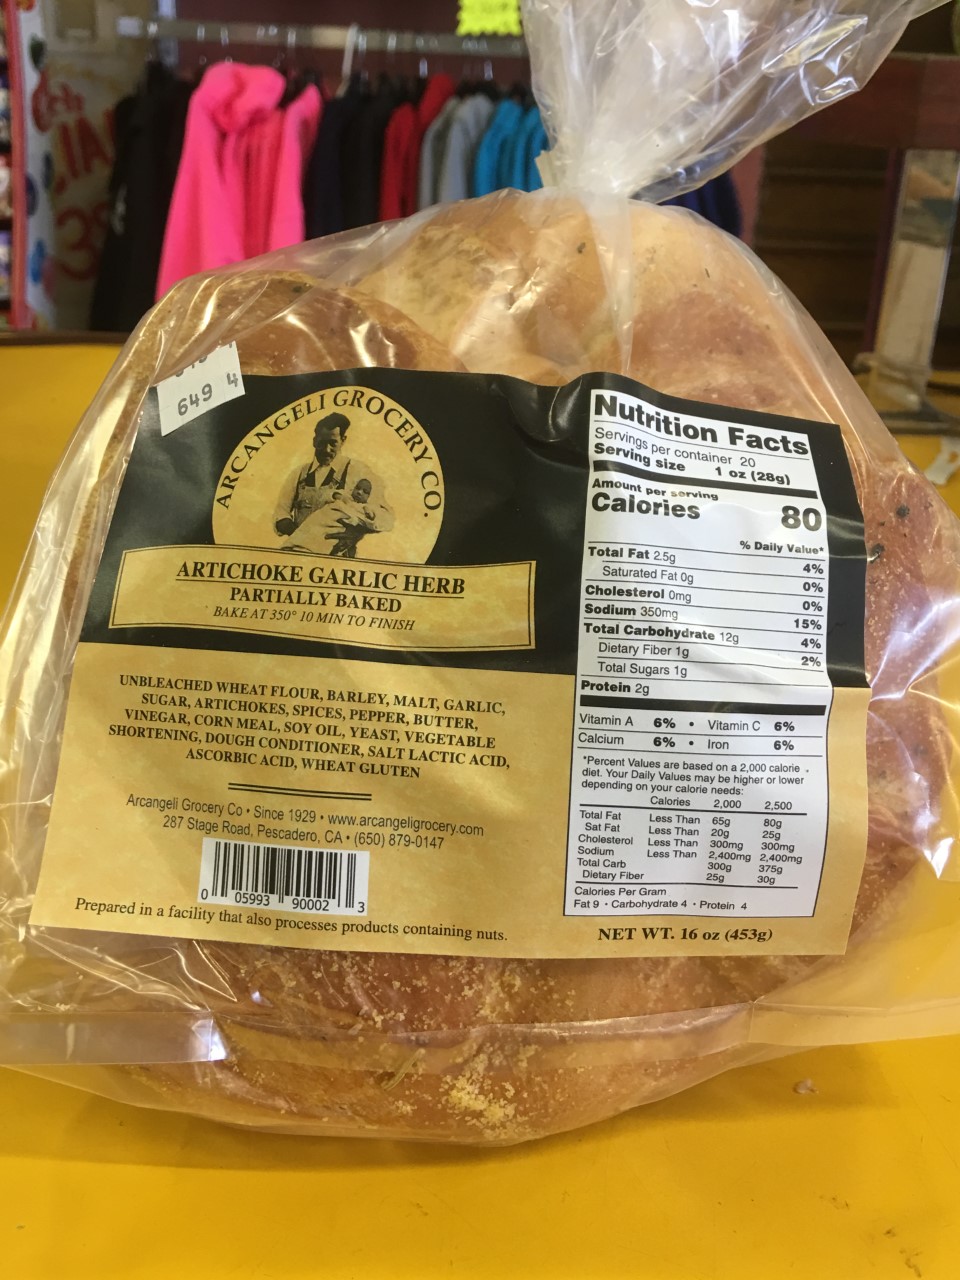 649 4
ARCANGELI GROCERY CO.
ARTICHOKE GARLIC HERB
PARTIALLY BAKED
BAKE AT 350° 10 MIN TO FINISH
UNBLEACHED WHEAT FLOUR, BARLEY, MALT, GARLIC,
SUGAR, ARTICHOKES, SPICES, PEPPER, BUTTER,
VINEGAR, CORN MEAL, SOY OIL, YEAST, VEGETABLE
SHORTENING, DOUGH CONDITIONER, SALT LACTIC ACID,
ASCORBIC ACID, WHEAT GLUTEN
Arcangeli Grocery Co • Since 1929 • www.arcangeligrocery.com
287 Stage Road, Pescadero, CA • (650) 879-0147
0 05993 90002 3
Prepared in a facility that also processes products containing nuts.
Nutrition Facts
Servings per container 20
Serving size 1 oz (28g)
Amount per serving
Calories 80
% Daily Value*
Total Fat 2.5g 4%
Saturated Fat 0g 0%
Cholesterol 0mg 0%
Sodium 350mg 15%
Total Carbohydrate 12g 4%
Dietary Fiber 1g 2%
Total Sugars 1g
Protein 2g
Vitamin A 6% • Vitamin C 6%
Calcium 6% • Iron 6%
*Percent Values are based on a 2,000 calorie
diet. Your Daily Values may be higher or lower
depending on your calorie needs:
Calories 2,000 2,500
Total Fat Less Than 65g 80g
Sat Fat Less Than 20g 25g
Cholesterol Less Than 300mg 300mg
Sodium Less Than 2,400mg 2,400mg
Total Carb 300g 375g
Dietary Fiber 25g 30g
Calories Per Gram
Fat 9 • Carbohydrate 4 • Protein 4
NET WT. 16 oz (453g)